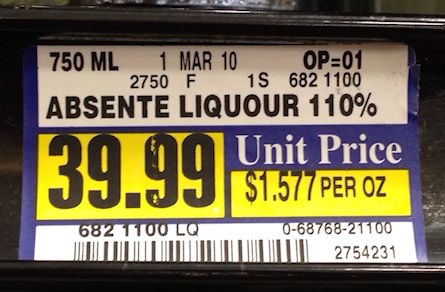 750 ML 1 MAR 10 OP=01
2750 F 1S 682 1100
ABSENTE LIQUOUR 110%
39.99 Unit Price
$1.577 PER OZ
682 1100 LQ 0-68768-21100
2754231